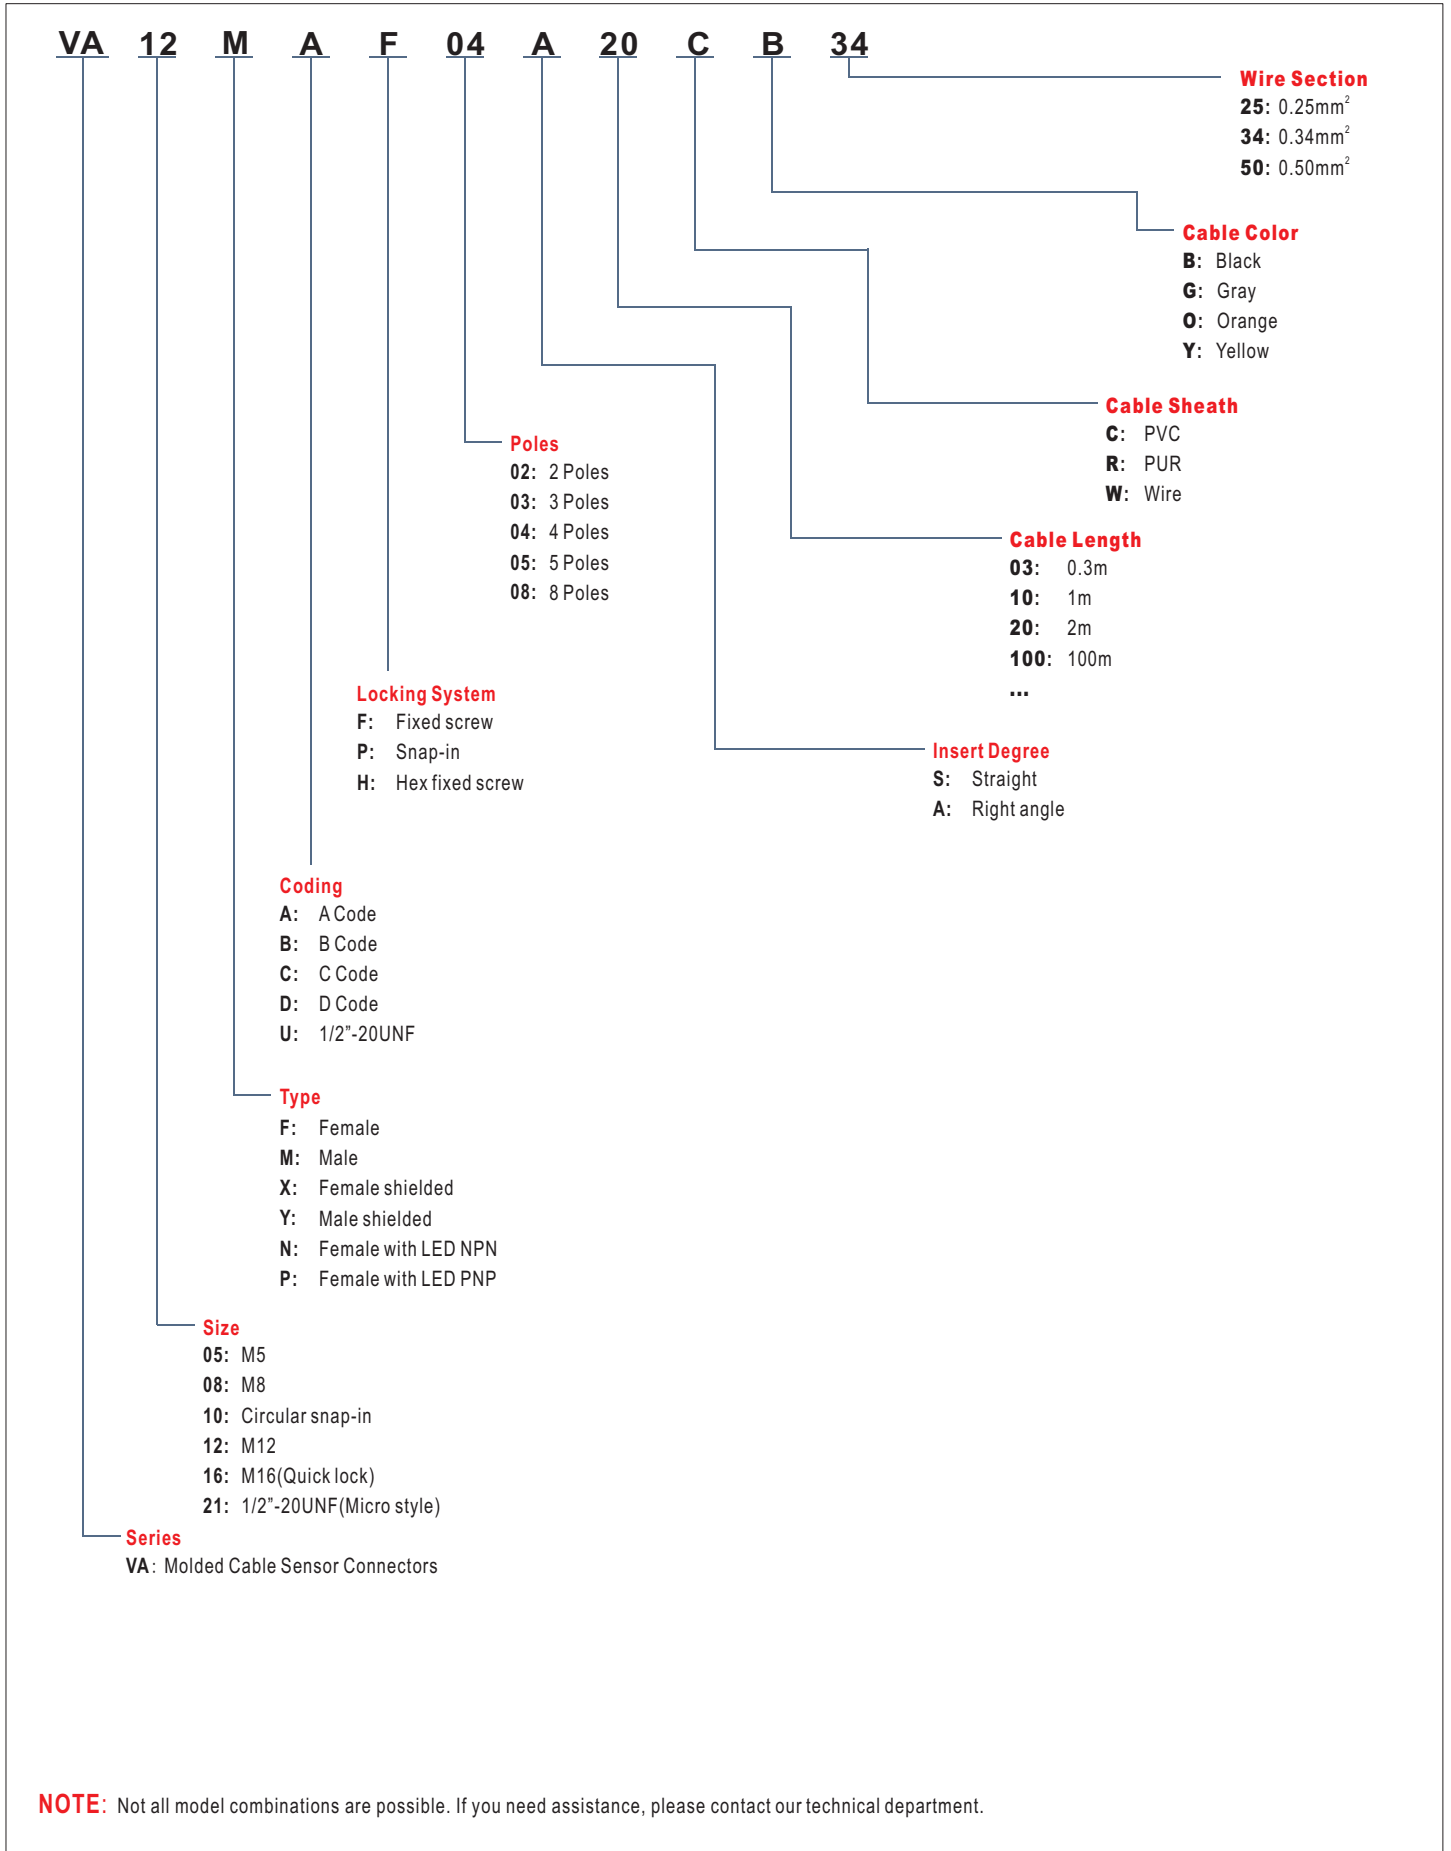 VA 12 M A F 04 A 20 C B 34
Wire Section
25: 0.25mm²
34: 0.34mm²
50: 0.50mm²
Cable Color
B: Black
G: Gray
O: Orange
Y: Yellow
Cable Sheath
C: PVC
R: PUR
W: Wire
Poles
02: 2 Poles
03: 3 Poles
04: 4 Poles
05: 5 Poles
08: 8 Poles
Cable Length
03: 0.3m
10: 1m
20: 2m
100: 100m
...
Locking System
F: Fixed screw
P: Snap-in
H: Hex fixed screw
Insert Degree
S: Straight
A: Right angle
Coding
A: A Code
B: B Code
C: C Code
D: D Code
U: 1/2”-20UNF
Type
F: Female
M: Male
X: Female shielded
Y: Male shielded
N: Female with LED NPN
P: Female with LED PNP
Size
05: M5
08: M8
10: Circular snap-in
12: M12
16: M16(Quick lock)
21: 1/2”-20UNF(Micro style)
Series
VA: Molded Cable Sensor Connectors
NOTE: Not all model combinations are possible. If you need assistance, please contact our technical department.